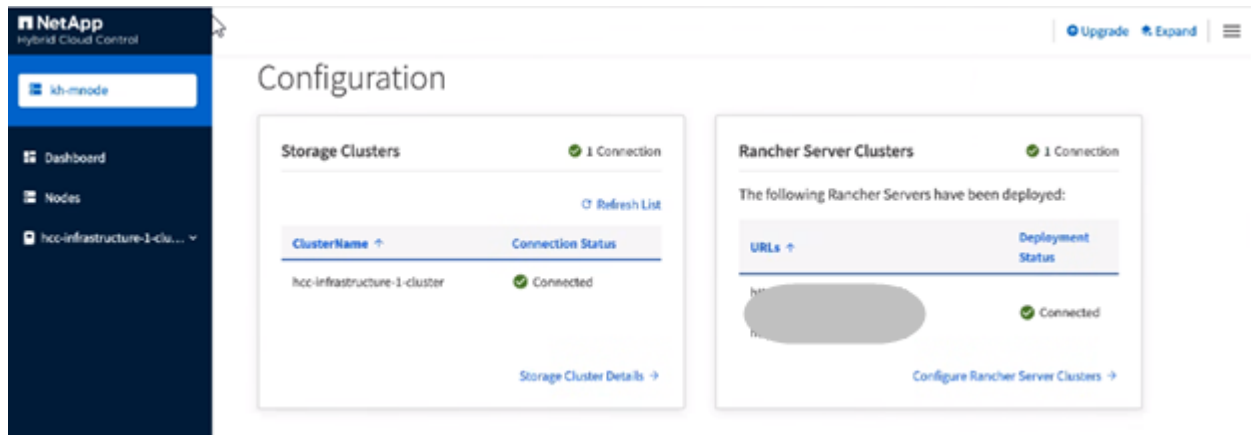 NetApp
Hybrid Cloud Control
Upgrade
Expand
kh-mnode
Dashboard
Nodes
hcc-infrastructure-1-clu...
Configuration
Storage Clusters
1 Connection
Refresh List
ClusterName ↑
Connection Status
hcc-infrastructure-1-cluster
Connected
Storage Cluster Details →
Rancher Server Clusters
1 Connection
The following Rancher Servers have been deployed:
URLs ↑
Deployment
Status
Connected
Configure Rancher Server Clusters →